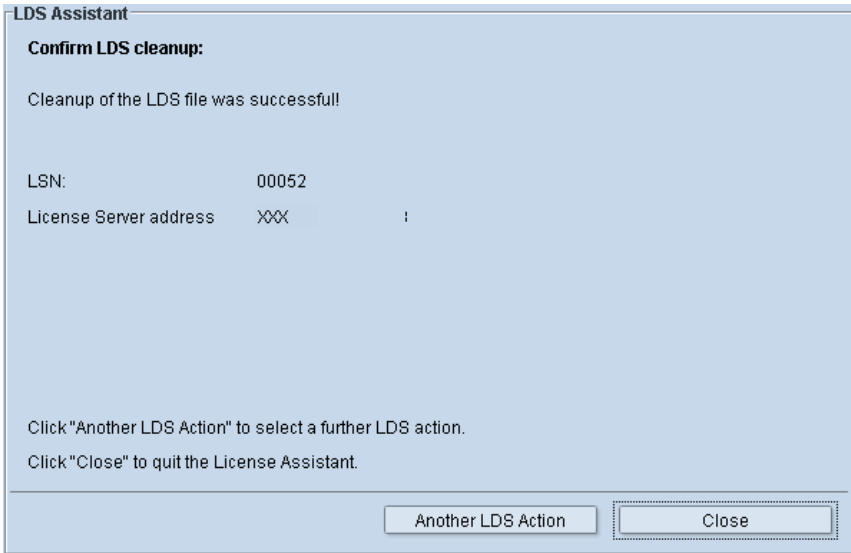 LDS Assistant
Confirm LDS cleanup:
Cleanup of the LDS file was successful!
LSN: 00052
License Server address XXX
Click "Another LDS Action" to select a further LDS action.
Click "Close" to quit the License Assistant.
Another LDS Action Close